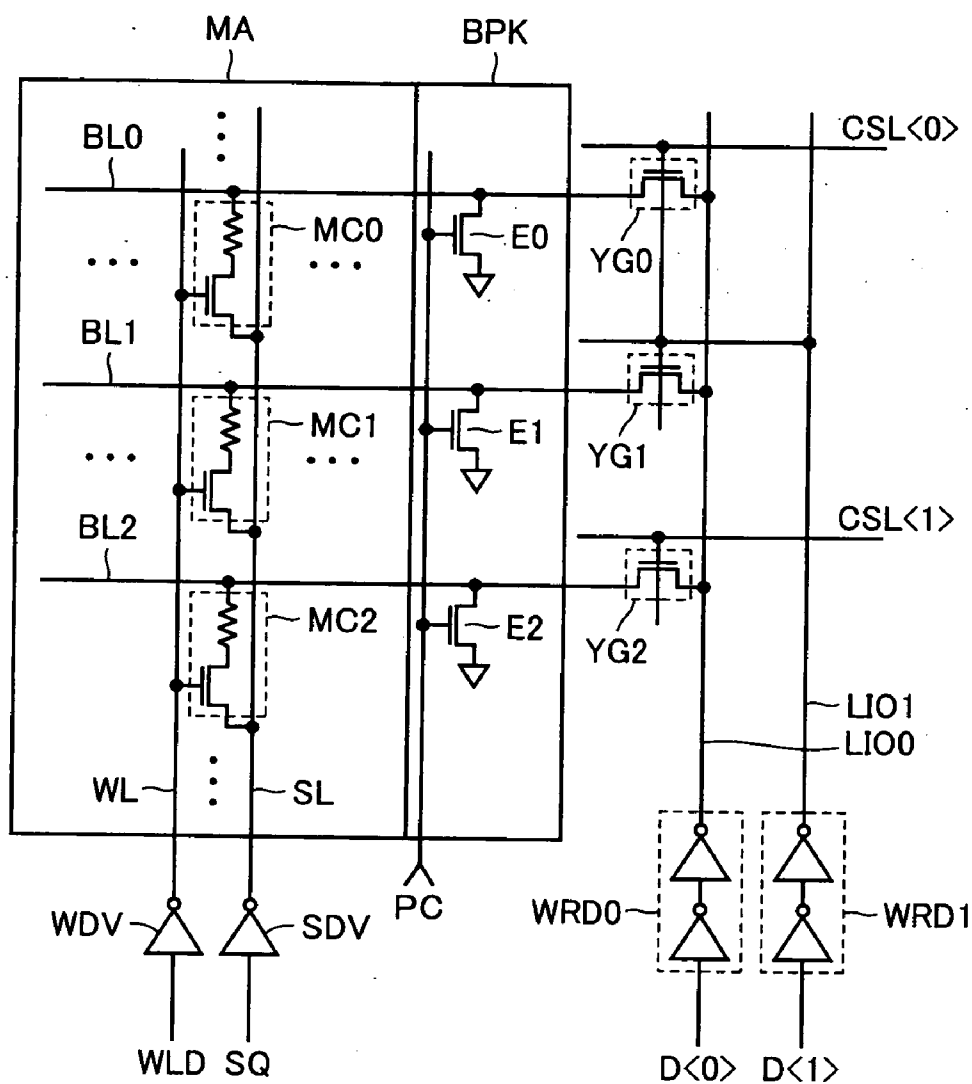 MA
BPK
CSL<0>
BL0
MC0
E0
YG0
BL1
MC1
E1
YG1
CSL<1>
BL2
MC2
E2
YG2
LIO1
LIO0
WL
SL
PC
WDV
SDV
WRD0
WRD1
WLD
SQ
D<0>
D<1>